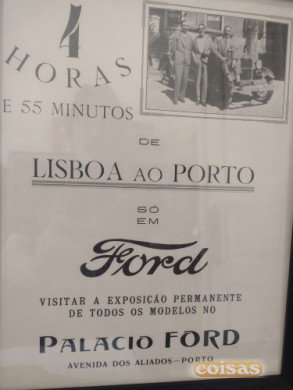 4
HORAS
E 55 MINUTOS
DE
LISBOA AO PORTO
SÓ
EM
Ford
VISITAR A EXPOSIÇÃO PERMANENTE
DE TODOS OS MODELOS NO
PALACIO FORD
AVENIDA DOS ALIADOS—PORTO
coisas